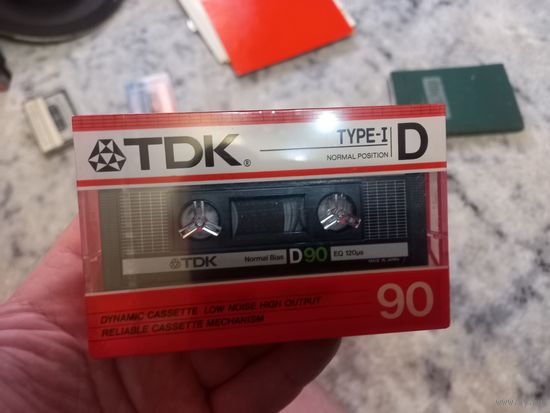 TDK®
TYPE-I D
NORMAL POSITION
TDK Normal Bias D90 EQ 120μs
MADE IN JAPAN
DYNAMIC CASSETTE LOW NOISE HIGH OUTPUT
RELIABLE CASSETTE MECHANISM
90